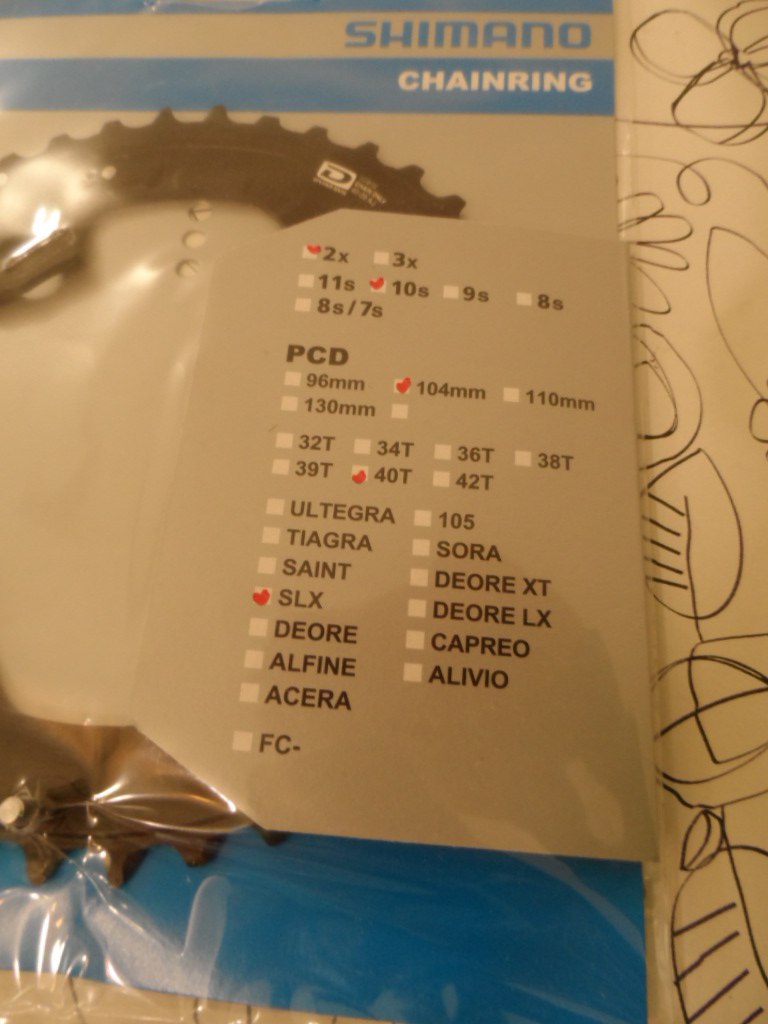 SHIMANO
CHAINRING
2x 3x
11s 10s 9s 8s
8s/7s
PCD
96mm 104mm 110mm
130mm
32T 34T 36T 38T
39T 40T 42T
ULTEGRA 105
TIAGRA SORA
SAINT DEORE XT
SLX DEORE LX
DEORE CAPREO
ALFINE ALIVIO
ACERA
FC-